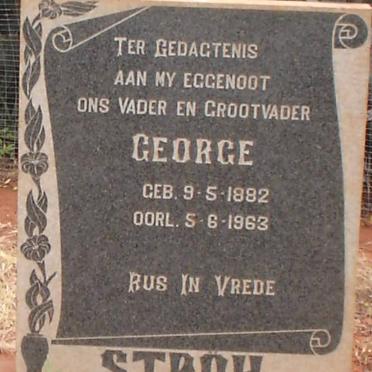 TER GEDAGTENIS
AAN MY EGGENOOT
ONS VADER EN GROOTVADER
GEORGE
GEB. 9-5-1882
OORL. 5-6-1963
RUS IN VREDE
STROH